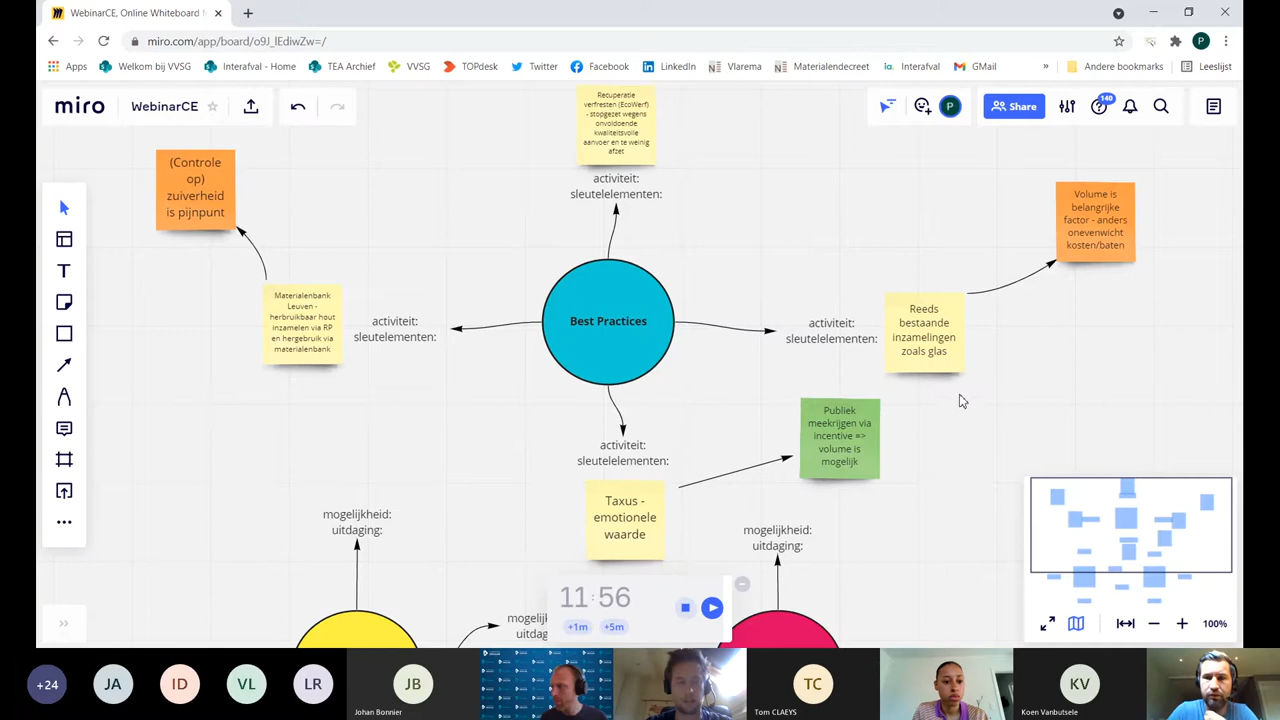 WebinarCE, Online Whiteboard
miro.com/app/board/o9J_lEdiwZw=/
P
Apps
Welkom bij VVSG
Interafval - Home
TEA Archief
VVSG
TOPdesk
Twitter
Facebook
LinkedIn
Vlarema
Materialendecreet
ia. Interafval
GMail
»
Andere bookmarks
Leeslijst
miro
WebinarCE
P
Share
140
Recuperatie
verfresten (EcoWerf)
- stopgezet wegens
onvoldoende
kwaliteitsvolle
aanvoer en te weinig
afzet
activiteit:
sleutelelementen:
(Controle
op)
zuiverheid
is pijnpunt
Volume is
belangrijke
factor - anders
onevenwicht
kosten/baten
Materialenbank
Leuven -
herbruikbaar hout
inzamelen via RP
en hergebruik via
materialenbank
activiteit:
sleutelelementen:
Best Practices
activiteit:
sleutelelementen:
Reeds
bestaande
inzamelingen
zoals glas
Publiek
meekrijgen via
incentive =>
volume is
mogelijk
activiteit:
sleutelelementen:
Taxus -
emotionele
waarde
mogelijkheid:
uitdaging:
mogelijkheid:
uitdaging:
mogelijkh
uitdag
11:56
+1m
+5m
100%
+24
JA
ID
VL
LR
JB
Johan Bonnier
TC
Tom CLAEYS
KV
Koen Vanbutsele